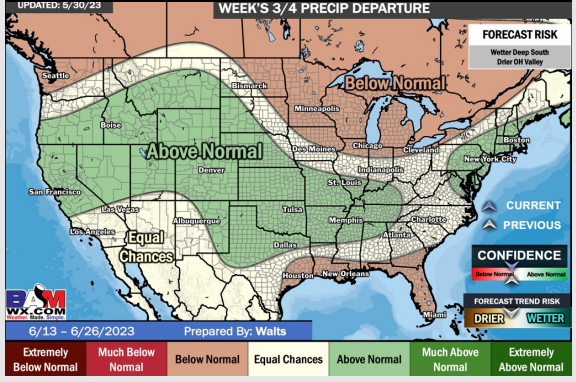 UPDATED: 5/30/23
WEEK'S 3/4 PRECIP DEPARTURE
FORECAST RISK
Wetter Deep South
Drier OH Valley
Seattle
Bismarck
Below Normal
Minneapolis
Boise
Above Normal
Des Moines
Chicago
Cleveland
Boston
New York City
Indianapolis
Denver
St. Louis
San Francisco
Las Vegas
Los Angeles
Albuquerque
Tulsa
Memphis
Charlotte
Atlanta
Equal
Chances
Dallas
Houston
New Orleans
Miami
CURRENT
PREVIOUS
CONFIDENCE
Below Normal
Above Normal
FORECAST TREND RISK
DRIER
WETTER
BAM
WX.COM
Weather. Made. Simple.
6/13 – 6/26/2023
Prepared By: Walts
Extremely
Below Normal
Much Below
Normal
Below Normal
Equal Chances
Above Normal
Much Above
Normal
Extremely
Above Normal